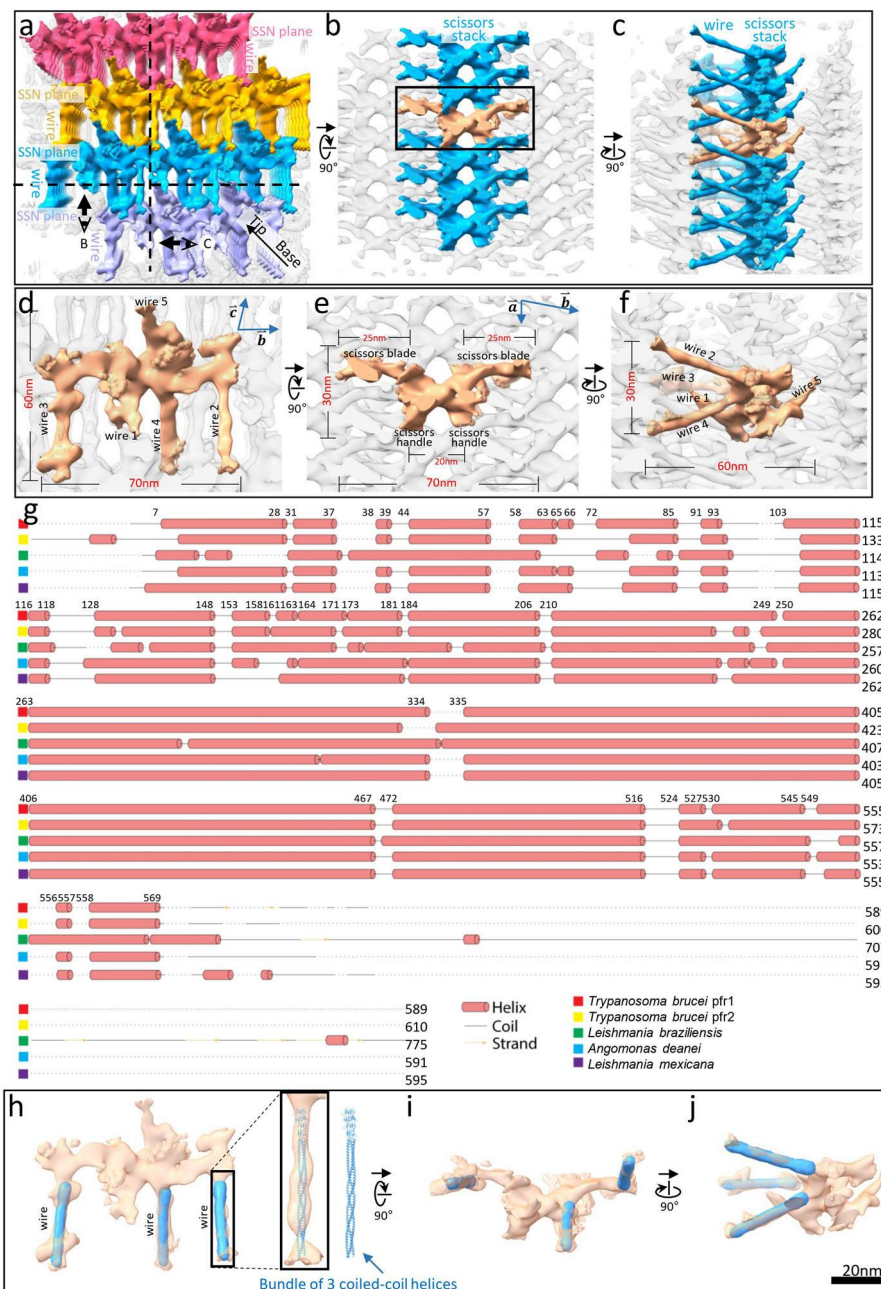 a
SSN plane
SSN plane
wire
SSN plane
wire
SSN plane
wire
SSN plane
wire
B
C
Tip
Base
90°
b
scissors
stack
90°
c
wire
scissors
stack
d
wire 5
c
b
60nm
wire 3
wire 1
wire 4
wire 2
70nm
90°
e
a
b
25nm
25nm
scissors blade
scissors blade
30nm
scissors
handle
scissors
handle
20nm
70nm
90°
f
wire 2
wire 3
wire 1
wire 4
wire 5
30nm
60nm
g
7 28 31 37 38 39 44 57 58 63 65 66 72 85 91 93 103
115
133
114
113
115
116 118 128 148 153 158 161 163 164 171 173 181 184 206 210 249 250
262
280
257
260
262
263 334 335
405
423
407
403
405
406 467 472 516 524 527 530 545 549
555
573
557
553
555
556 557 558 569
589
610
775
591
595
Helix
Coil
Strand
Trypanosoma brucei pfr1
Trypanosoma brucei pfr2
Leishmania braziliensis
Angomonas deanei
Leishmania mexicana
h
wire
wire
wire
Bundle of 3 coiled-coil helices
90°
i
90°
j
20nm